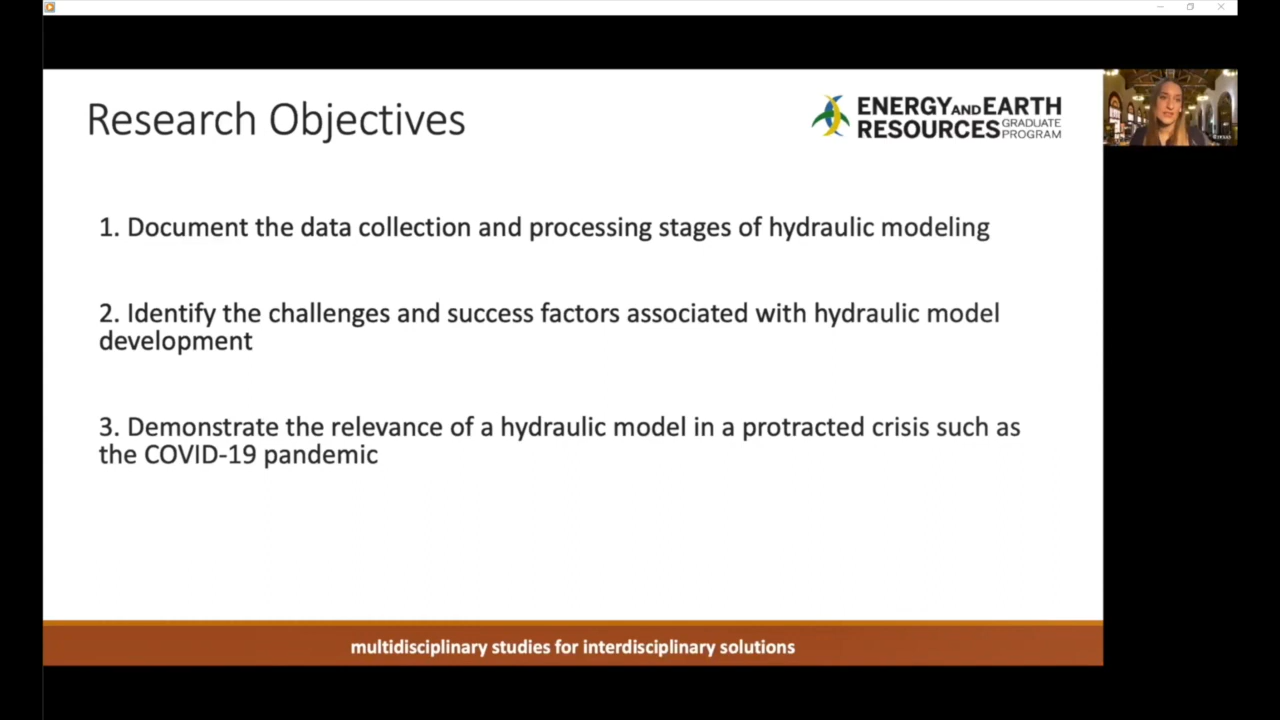 Research Objectives
ENERGY AND EARTH
RESOURCES GRADUATE
PROGRAM
1. Document the data collection and processing stages of hydraulic modeling
2. Identify the challenges and success factors associated with hydraulic model
development
3. Demonstrate the relevance of a hydraulic model in a protracted crisis such as
the COVID-19 pandemic
multidisciplinary studies for interdisciplinary solutions